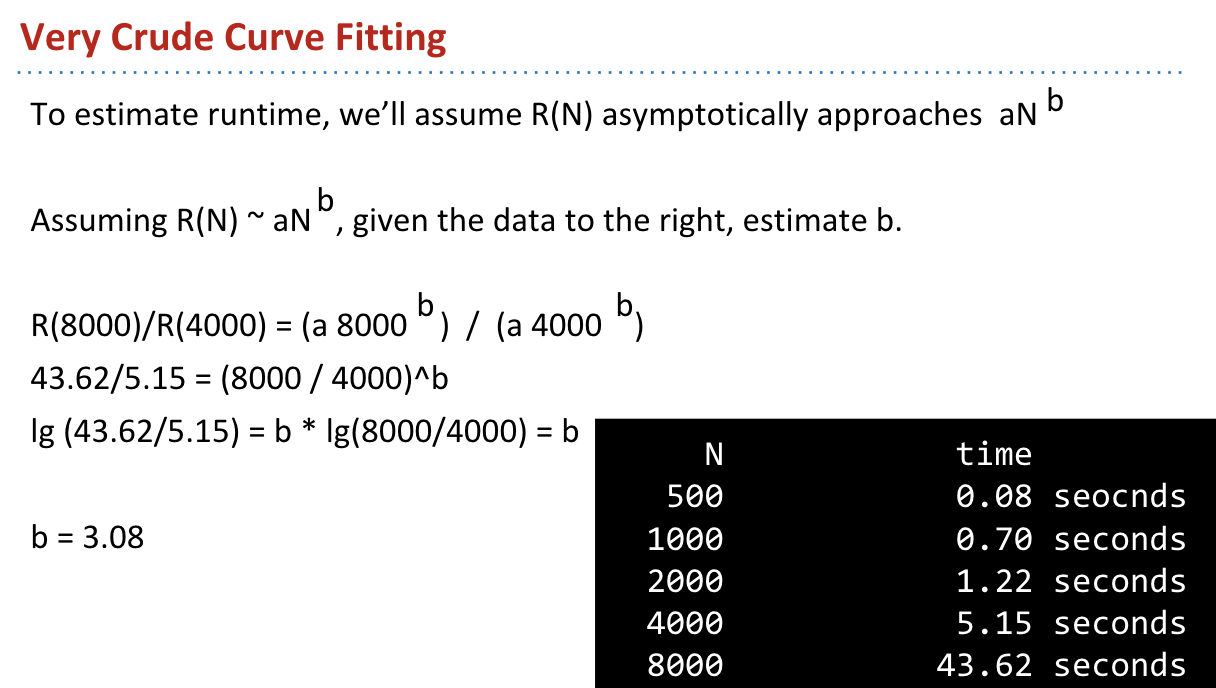 Very Crude Curve Fitting
To estimate runtime, we’ll assume R(N) asymptotically approaches aN b
Assuming R(N) ~ aN b, given the data to the right, estimate b.
R(8000)/R(4000) = (a 8000 b ) / (a 4000 b)
43.62/5.15 = (8000 / 4000)^b
lg (43.62/5.15) = b * lg(8000/4000) = b
b = 3.08
N time
500 0.08 seocnds
1000 0.70 seconds
2000 1.22 seconds
4000 5.15 seconds
8000 43.62 seconds